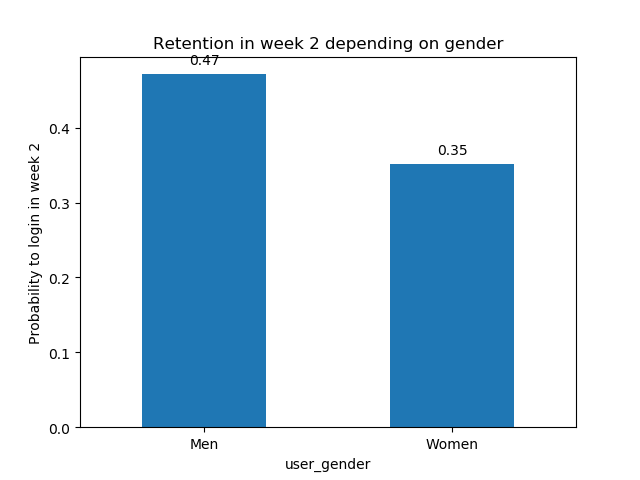 Retention in week 2 depending on gender
0.47
0.35
0.4
0.3
0.2
0.1
0.0
Probability to login in week 2
Men Women
user_gender